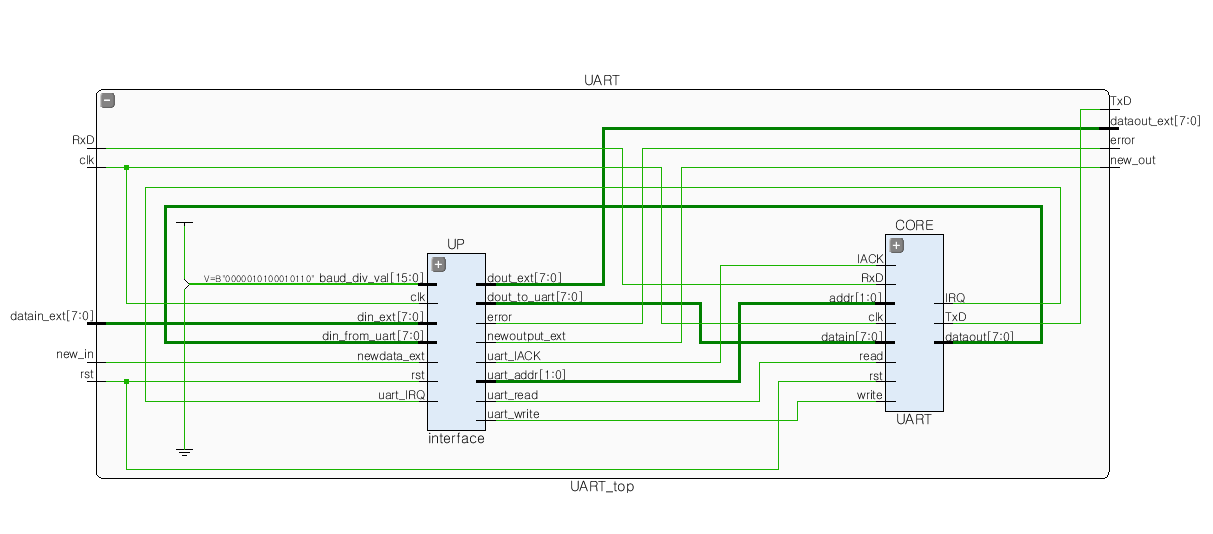 UART
RxD
clk
datain_ext[7:0]
new_in
rst
TxD
dataout_ext[7:0]
error
new_out
UP
V=B"0000010100010110" baud_div_val[15:0]
clk
din_ext[7:0]
din_from_uart[7:0]
newdata_ext
rst
uart_IRQ
dout_ext[7:0]
dout_to_uart[7:0]
error
newoutput_ext
uart_IACK
uart_addr[1:0]
uart_read
uart_write
interface
CORE
IACK
RxD
addr[1:0]
clk
datain[7:0]
read
rst
write
IRQ
TxD
dataout[7:0]
UART
UART_top